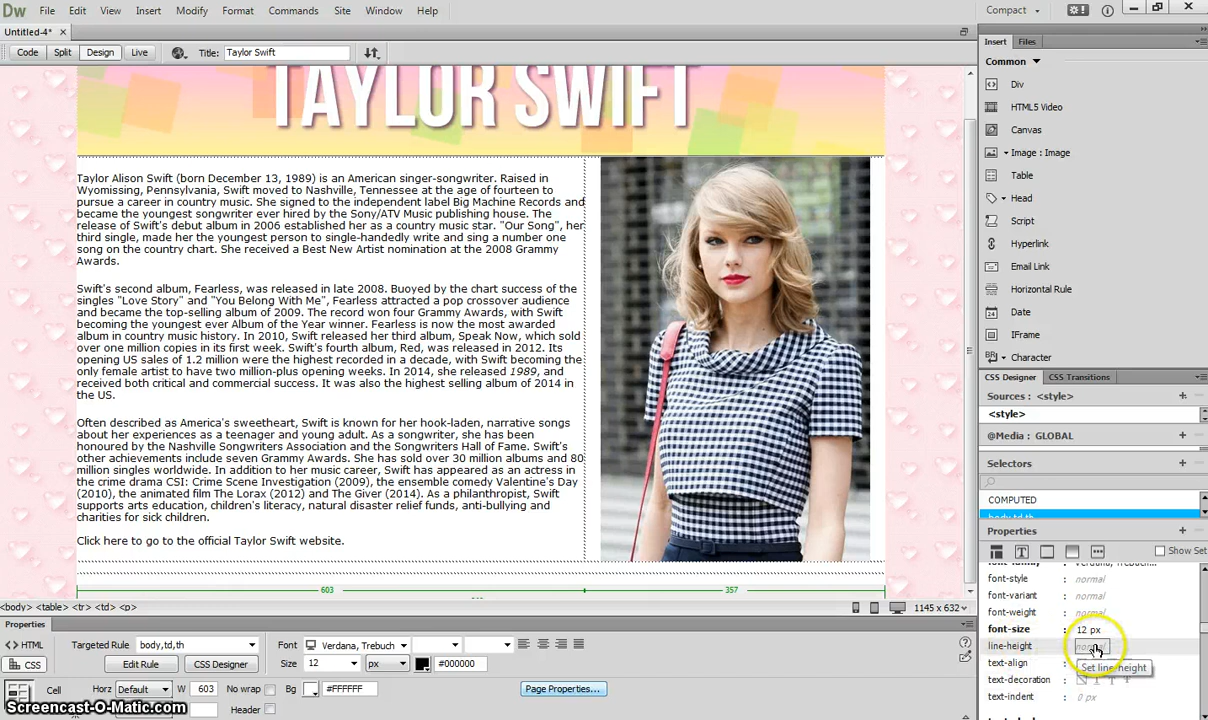 Dw File Edit View Insert Modify Format Commands Site Window Help Compact
Untitled-4*
Code Split Design Live Title: Taylor Swift
Insert Files
Common
Div
HTML5 Video
Canvas
Image : Image
Table
Head
Script
Hyperlink
Email Link
Horizontal Rule
Date
IFrame
Character
TAYLOR SWIFT
Taylor Alison Swift (born December 13, 1989) is an American singer-songwriter. Raised in
Wyomissing, Pennsylvania, Swift moved to Nashville, Tennessee at the age of fourteen to
pursue a career in country music. She signed to the independent label Big Machine Records and
became the youngest songwriter ever hired by the Sony/ATV Music publishing house. The
release of Swift's debut album in 2006 established her as a country music star. "Our Song", her
third single, made her the youngest person to single-handedly write and sing a number one
song on the country chart. She received a Best New Artist nomination at the 2008 Grammy
Awards.
Swift's second album, Fearless, was released in late 2008. Buoyed by the chart success of the
singles "Love Story" and "You Belong With Me", Fearless attracted a pop crossover audience
and became the top-selling album of 2009. The record won four Grammy Awards, with Swift
becoming the youngest ever Album of the Year winner. Fearless is now the most awarded
album in country music history. In 2010, Swift released her third album, Speak Now, which sold
over one million copies in its first week. Swift's fourth album, Red, was released in 2012. Its
opening US sales of 1.2 million were the highest recorded in a decade, with Swift becoming the
only female artist to have two million-plus opening weeks. In 2014, she released 1989, and
received both critical and commercial success. It was also the highest selling album of 2014 in
the US.
Often described as America's sweetheart, Swift is known for her hook-laden, narrative songs
about her experiences as a teenager and young adult. As a songwriter, she has been
honoured by the Nashville Songwriters Association and the Songwriters Hall of Fame. Swift's
other achievements include seven Grammy Awards. She has sold over 30 million albums and 80
million singles worldwide. In addition to her music career, Swift has appeared as an actress in
the crime drama CSI: Crime Scene Investigation (2009), the ensemble comedy Valentine's Day
(2010), the animated film The Lorax (2012) and The Giver (2014). As a philanthropist, Swift
supports arts education, children's literacy, natural disaster relief funds, anti-bullying and
charities for sick children.
Click here to go to the official Taylor Swift website.
603 357
<body> <table> <tr> <td> <p> 1145 x 632
CSS Designer CSS Transitions
Sources : <style>
<style>
@Media : GLOBAL
Selectors
COMPUTED
body,td,th
Properties
Show Set
font-family : Verdana, Trebuch...
font-style : normal
font-variant : normal
font-weight : normal
font-size : 12 px
line-height : normal
text-align :
Set line-height
text-decoration :
text-indent : 0 px
Properties
<> HTML Targeted Rule body,td,th Font Verdana, Trebuch
CSS Edit Rule CSS Designer Size 12 px #000000
Cell Horz Default W 603 No wrap Bg #FFFFFF Page Properties...
Header
Screencast-O-Matic.com